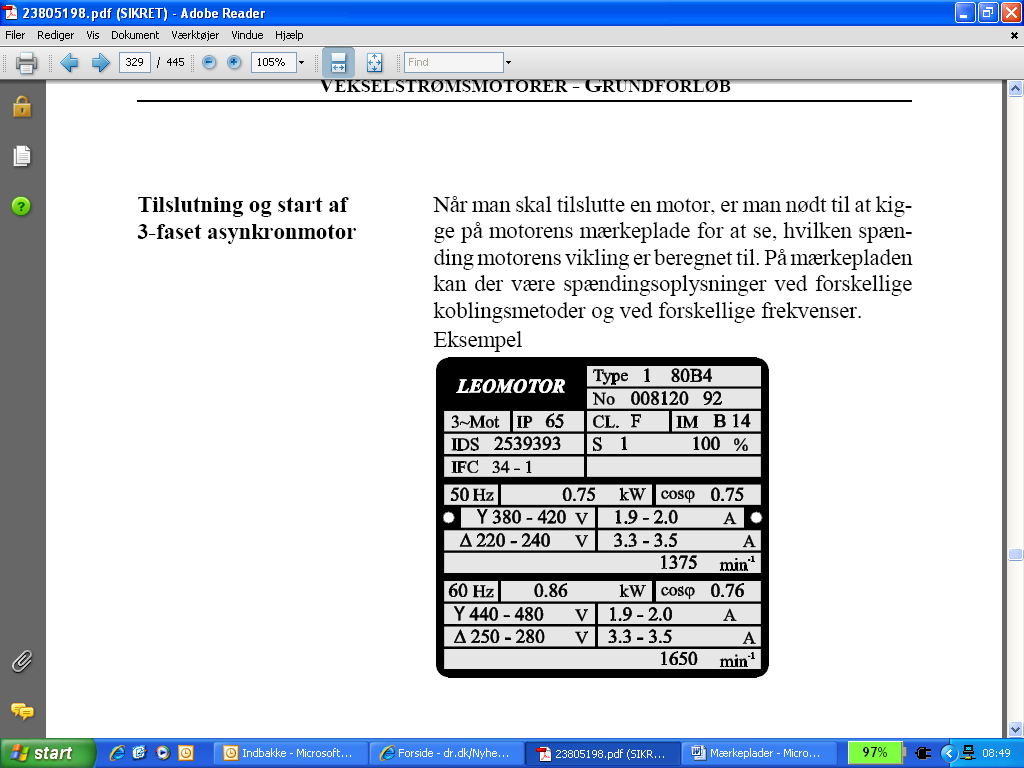 23805198.pdf (SIKRET) - Adobe Reader
Filer Rediger Vis Dokument Værktøjer Vindue Hjælp
329 / 445 105% Find
VEKSELSTRØMSMOTORER - GRUNDFORLØB
Tilslutning og start af
3-faset asynkronmotor
Når man skal tilslutte en motor, er man nødt til at kig-
ge på motorens mærkeplade for at se, hvilken spæn-
ding motorens vikling er beregnet til. På mærkepladen
kan der være spændingsoplysninger ved forskellige
koblingsmetoder og ved forskellige frekvenser.
Eksempel
LEOMOTOR
Type 1 80B4
No 008120 92
3~Mot IP 65 CL. F IM B 14
IDS 2539393 S 1 100 %
IFC 34 - 1
50 Hz 0.75 kW cosφ 0.75
Y 380 - 420 V 1.9 - 2.0 A
Δ 220 - 240 V 3.3 - 3.5 A
1375 min⁻¹
60 Hz 0.86 kW cosφ 0.76
Y 440 - 480 V 1.9 - 2.0 A
Δ 250 - 280 V 3.3 - 3.5 A
1650 min⁻¹
start Indbakke - Microsoft... Forside - dr.dk/Nyhe... 23805198.pdf (SIKR... Mærkeplader - Micro... 97% 08:49